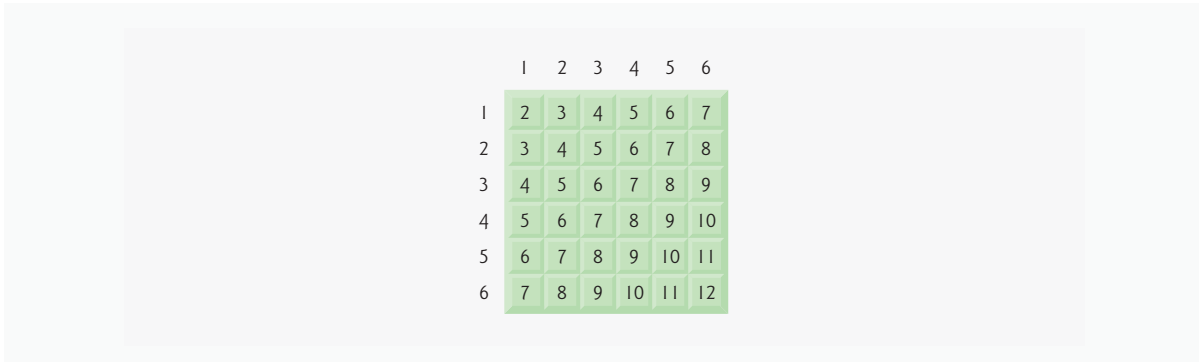 1 2 3 4 5 6
1 2 3 4 5 6 7
2 3 4 5 6 7 8
3 4 5 6 7 8 9
4 5 6 7 8 9 10
5 6 7 8 9 10 11
6 7 8 9 10 11 12